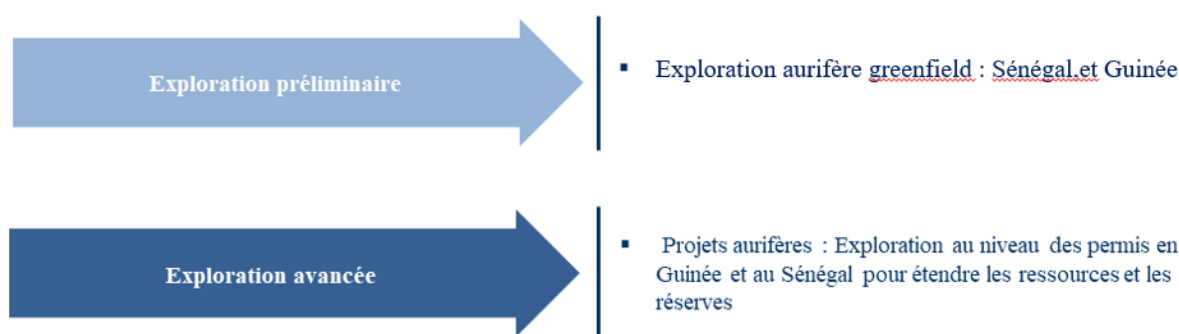 Exploration préliminaire
▪ Exploration aurifère greenfield : Sénégal,et Guinée
Exploration avancée
▪ Projets aurifères : Exploration au niveau des permis en
Guinée et au Sénégal pour étendre les ressources et les
réserves